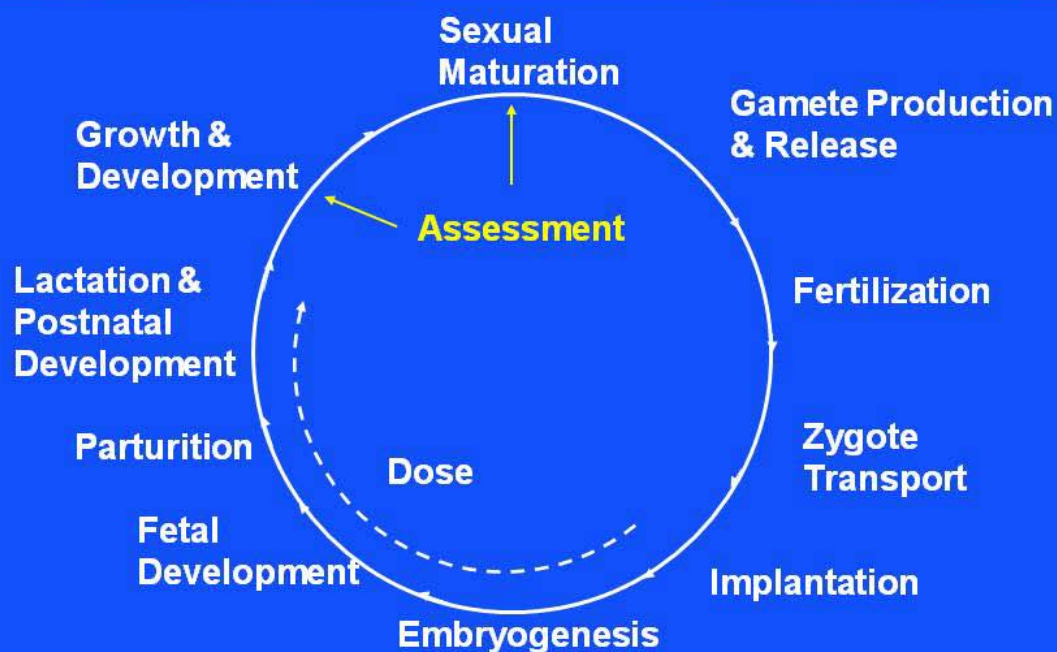 Sexual
Maturation
Gamete Production
& Release
Growth &
Development
Assessment
Lactation &
Postnatal
Development
Fertilization
Parturition
Dose
Zygote
Transport
Fetal
Development
Implantation
Embryogenesis